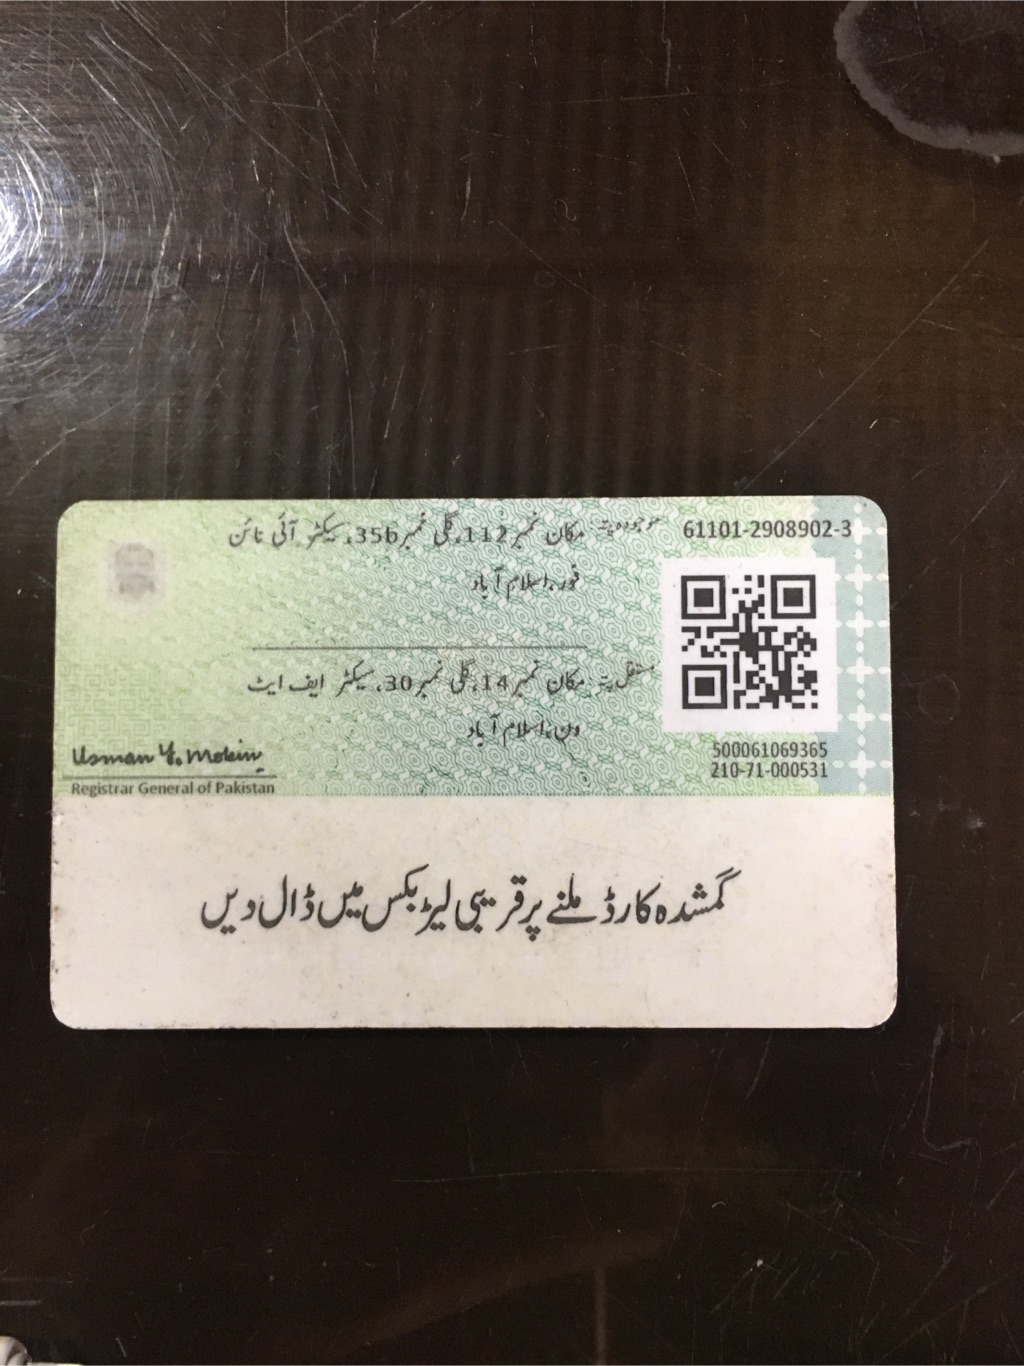 61101-2908902-3
موجودہ پتہ: مکان نمبر 112، گلی نمبر 35b، سیکٹر آئی نائن
فور، اسلام آباد
مستقل پتہ: مکان نمبر 14، گلی نمبر 30، سیکٹر ایف ایٹ
ون، اسلام آباد
500061069365
210-71-000531
Usman Y. Mobin
Registrar General of Pakistan
گمشدہ کارڈ ملنے پر قریبی لیٹر بکس میں ڈال دیں